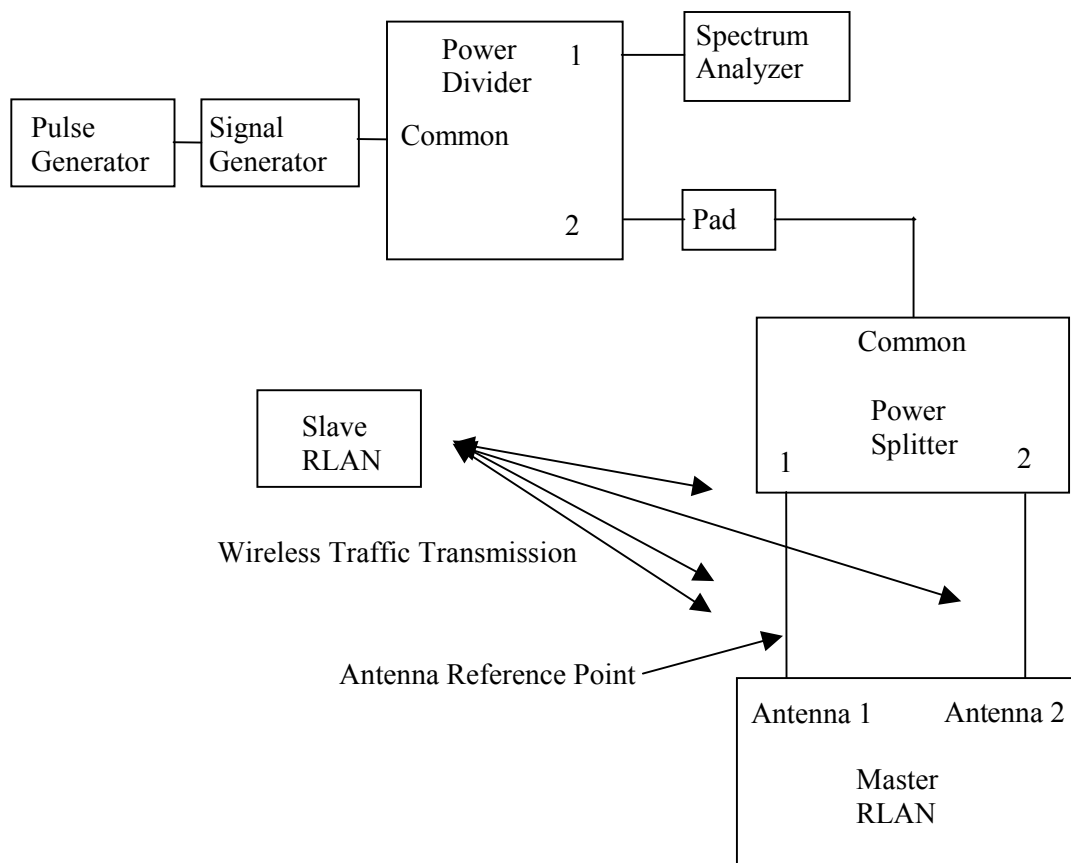 Pulse
Generator
Signal
Generator
Power
Divider
1
Common
2
Spectrum
Analyzer
Pad
Common
Power
Splitter
1
2
Slave
RLAN
Wireless Traffic Transmission
Antenna Reference Point
Antenna 1
Antenna 2
Master
RLAN